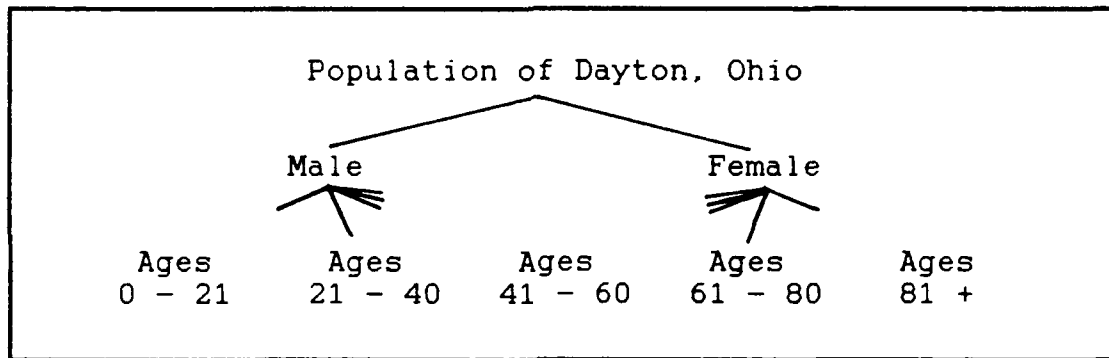 Population of Dayton, Ohio
Male Female
Ages Ages Ages Ages Ages
0 - 21 21 - 40 41 - 60 61 - 80 81 +